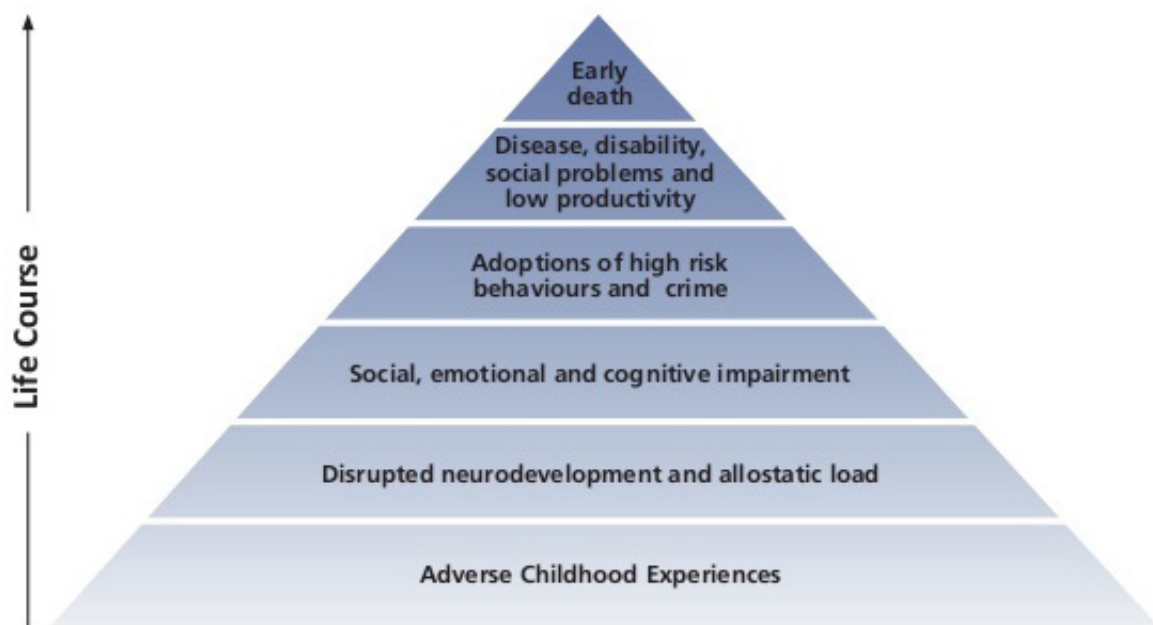 Early
death
Disease, disability,
social problems and
low productivity
Adoptions of high risk
behaviours and crime
Social, emotional and cognitive impairment
Disrupted neurodevelopment and allostatic load
Adverse Childhood Experiences
Life Course